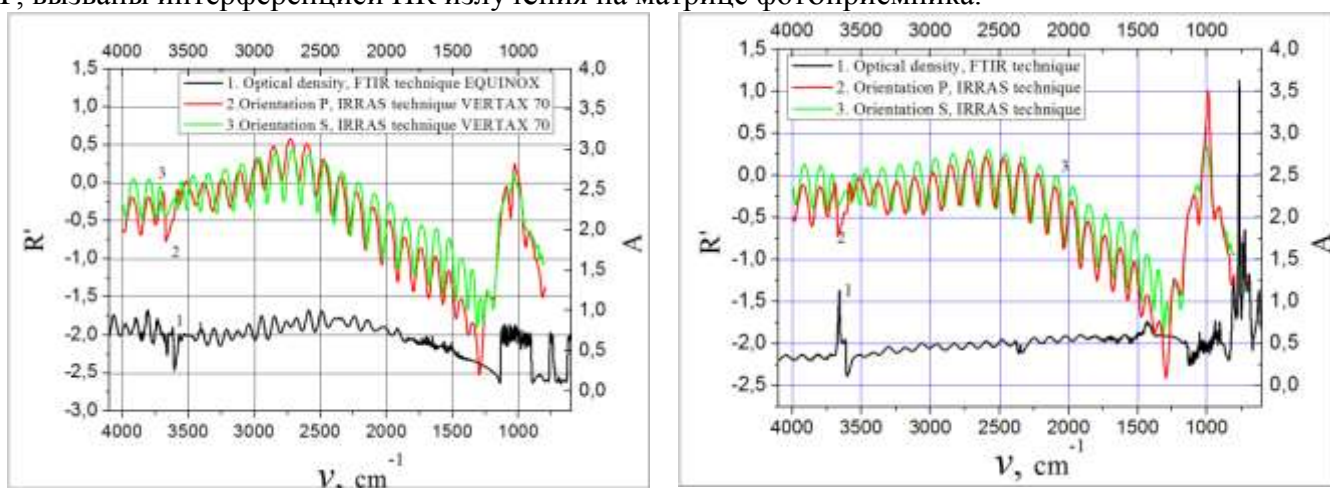 вызваны интерференцией ИК излучения на матрице фотоприемника.
4000 3500 3000 2500 2000 1500 1000
1,5
1,0
0,5
0,0
-0,5
-1,0
-1,5
-2,0
-2,5
-3,0
R'
1. Optical density, FTIR technique EQUINOX
2 Orientation P, IRRAS technique VERTAX 70
3 Orientation S, IRRAS technique VERTAX 70
3
2
1
4,0
3,5
3,0
2,5
2,0
1,5
1,0
0,5
0,0
A
4000 3500 3000 2500 2000 1500 1000
ν, cm⁻¹
4000 3500 3000 2500 2000 1500 1000
1,5
1,0
0,5
0,0
-0,5
-1,0
-1,5
-2,0
-2,5
R'
1. Optical density, FTIR technique
2. Orientation P, IRRAS technique
3. Orientation S, IRRAS technique
3
2
1
4,0
3,5
3,0
2,5
2,0
1,5
1,0
0,5
0,0
A
4000 3500 3000 2500 2000 1500 1000
ν, cm⁻¹